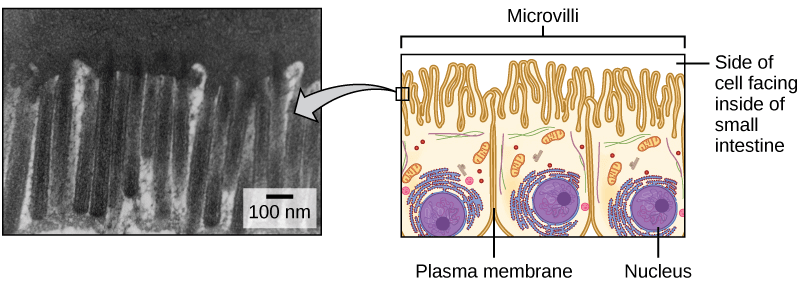 Microvilli
Side of
cell facing
inside of
small
intestine
100 nm
Plasma membrane
Nucleus